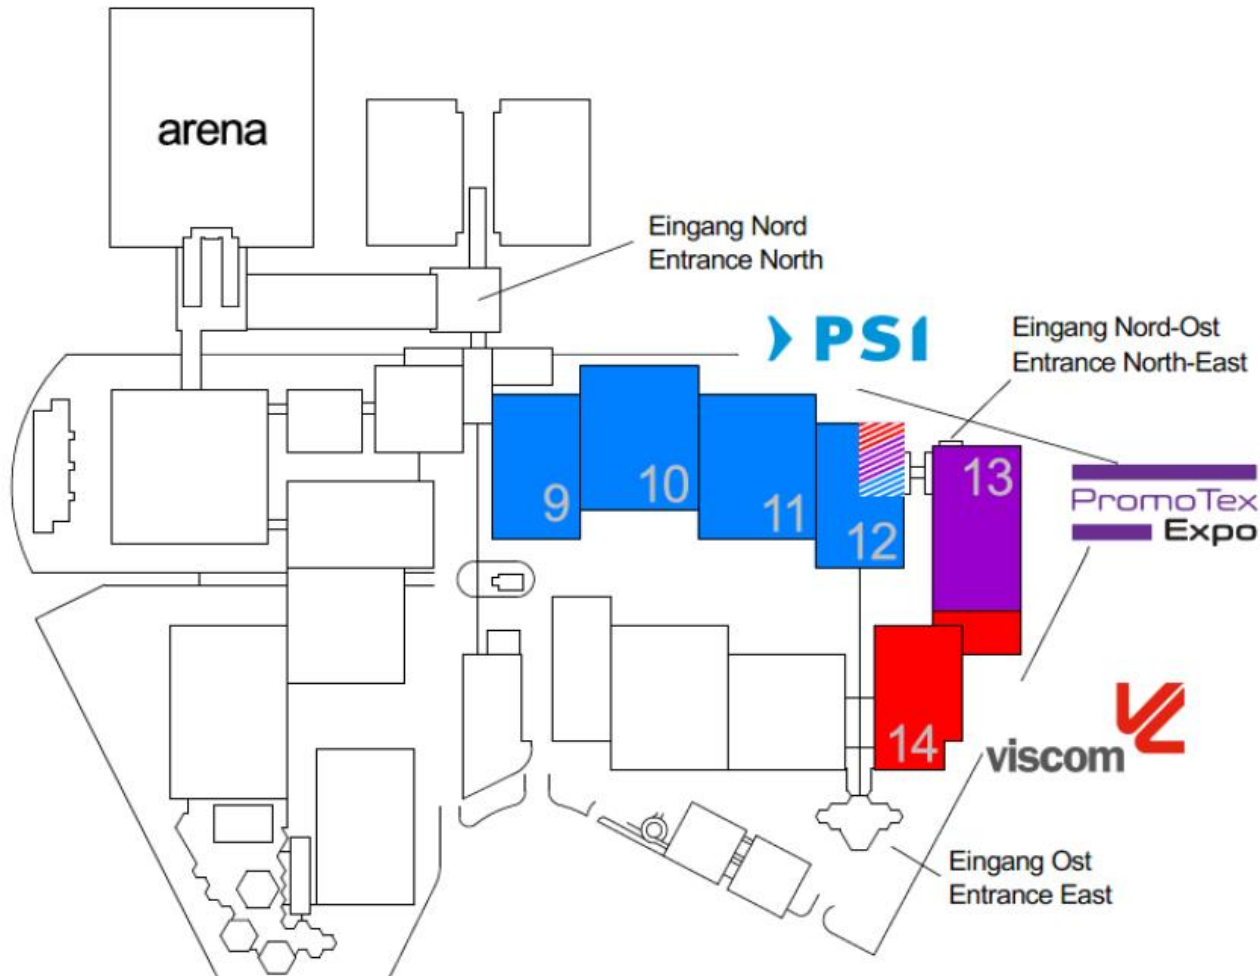 arena
Eingang Nord
Entrance North
PSI
Eingang Nord-Ost
Entrance North-East
9
10
11
12
13
PromoTex
Expo
14
viscom
Eingang Ost
Entrance East